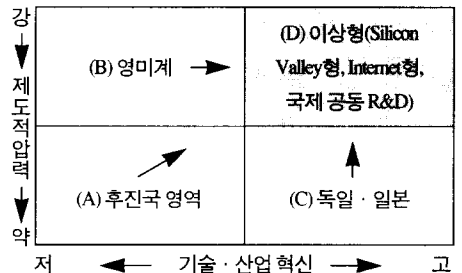 강
제도적압력
약
(B) 영미계
(D) 이상형(Silicon
Valley형, Internet형,
국제 공동 R&D)
(A) 후진국 영역
(C) 독일 · 일본
저
기술 · 산업 혁신
고